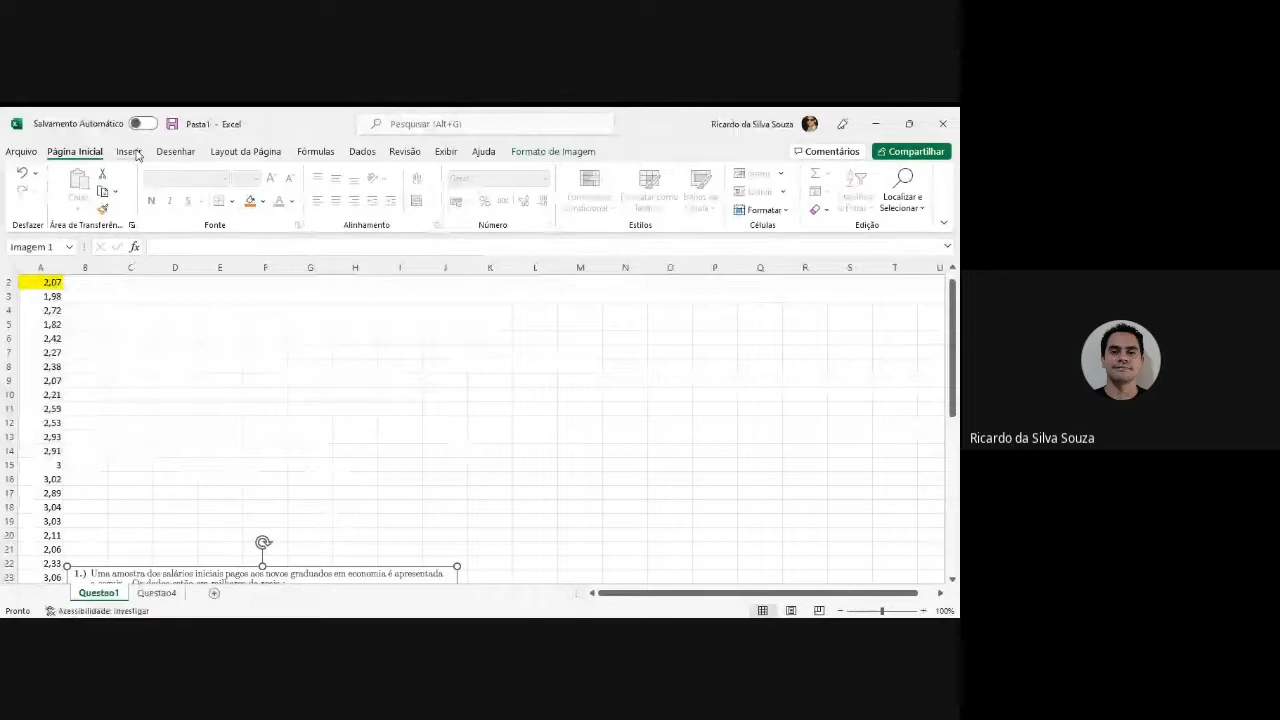 Salvamento Automático
Pasta1 - Excel
Pesquisar (Alt+G)
Ricardo da Silva Souza
Arquivo Página Inicial Inserir Desenhar Layout da Página Fórmulas Dados Revisão Exibir Ajuda Formato de Imagem Comentários Compartilhar
N I S
Geral
Formatar
Localizar e
Selecionar
Desfazer Área de Transferên... Fonte Alinhamento Número Estilos Células Edição
Imagem 1 fx
A B C D E F G H I J K L M N O P Q R S T U
2 2,07
3 1,98
4 2,72
5 1,82
6 2,42
7 2,27
8 2,38
9 2,07
10 2,21
11 2,59
12 2,53
13 2,93
14 2,91
15 3
16 3,02
17 2,89
18 3,04
19 3,03
20 2,11
21 2,06
22 2,33
23 3,06
1.) Uma amostra dos salários iniciais pagos aos novos graduados em economia é apresentada
Questao1 Questao4
Pronto Acessibilidade: Investigar 100%
Ricardo da Silva Souza